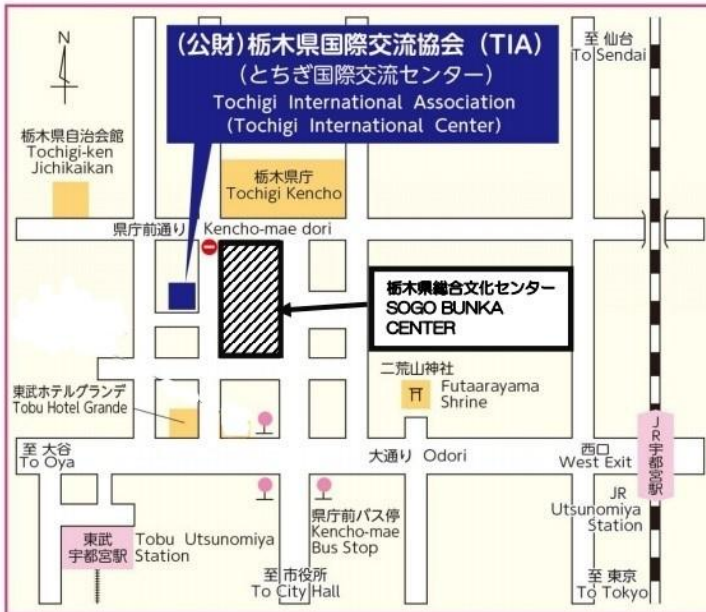 (公財)栃木県国際交流協会 (TIA)
(とちぎ国際交流センター)
Tochigi International Association
(Tochigi International Center)
N
至 仙台
To Sendai
栃木県自治会館
Tochigi-ken
Jichikaikan
栃木県庁
Tochigi Kencho
県庁前通り Kencho-mae dori
栃木県総合文化センター
SOGO BUNKA
CENTER
東武ホテルグランデ
Tobu Hotel Grande
二荒山神社
Futaarayama
Shrine
至 大谷
To Oya
大通り Odori
西口
West Exit
JR宇都宮駅
JR
Utsunomiya
Station
県庁前バス停
Kencho-mae
Bus Stop
東武
宇都宮駅
Tobu Utsunomiya
Station
至 市役所
To City Hall
至 東京
To Tokyo